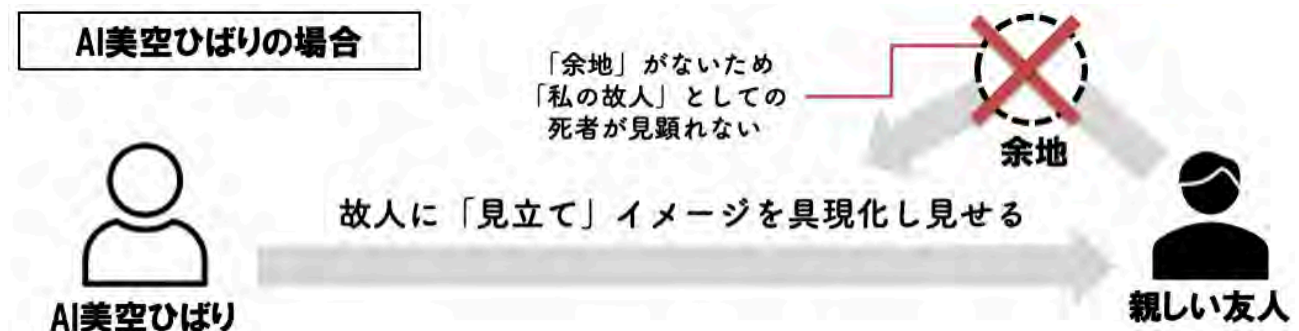 AI美空ひばりの場合
「余地」がないため
「私の故人」としての
死者が見顕れない
余地
故人に「見立て」イメージを具現化し見せる
AI美空ひばり
親しい友人